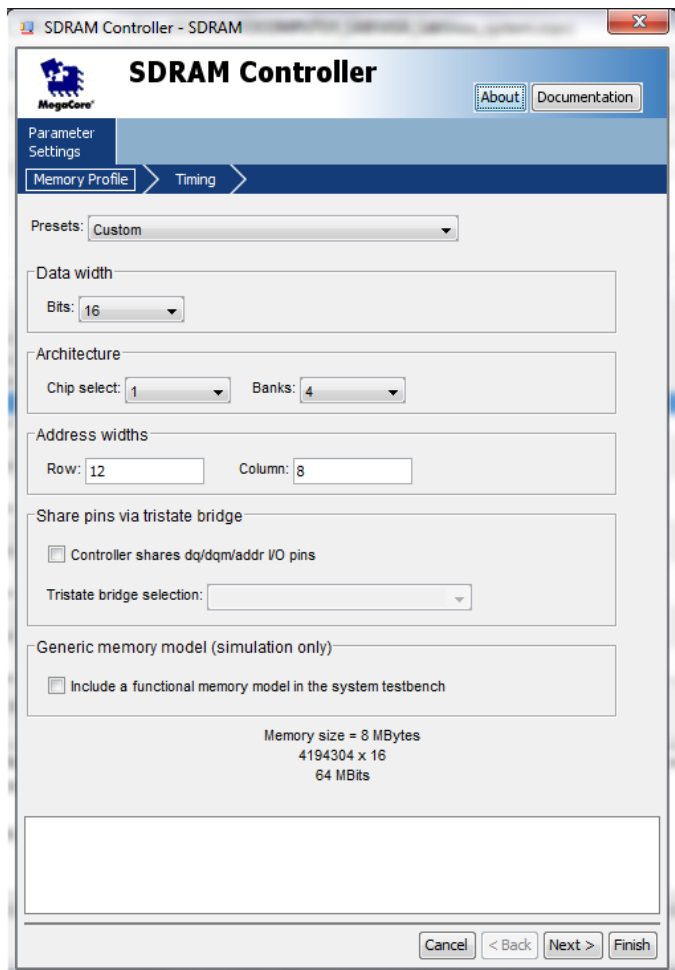 SDRAM Controller - SDRAM
SDRAM Controller
MegaCore®
About Documentation
Parameter
Settings
Memory Profile Timing
Presets: Custom
Data width
Bits: 16
Architecture
Chip select: 1 Banks: 4
Address widths
Row: 12 Column: 8
Share pins via tristate bridge
Controller shares dq/dqm/addr I/O pins
Tristate bridge selection:
Generic memory model (simulation only)
Include a functional memory model in the system testbench
Memory size = 8 MBytes
4194304 x 16
64 MBits
Cancel < Back Next > Finish